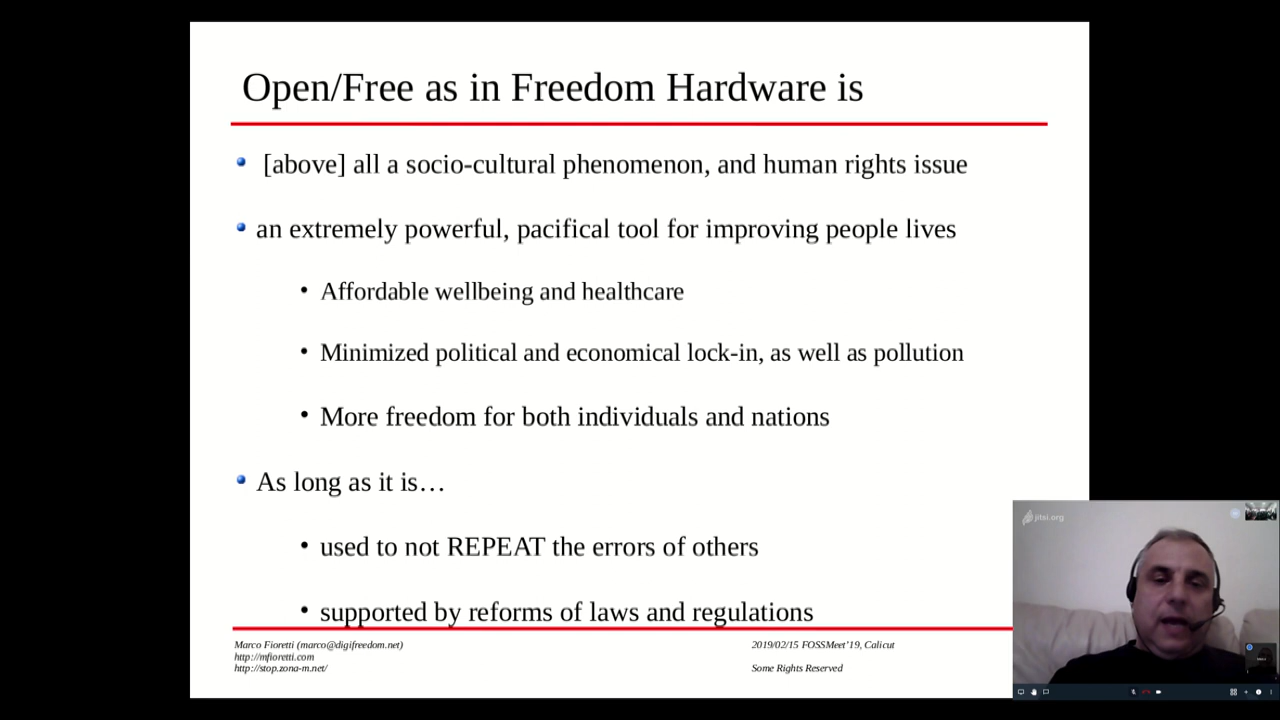 Open/Free as in Freedom Hardware is
[above] all a socio-cultural phenomenon, and human rights issue
an extremely powerful, pacifical tool for improving people lives
Affordable wellbeing and healthcare
Minimized political and economical lock-in, as well as pollution
More freedom for both individuals and nations
As long as it is…
used to not REPEAT the errors of others
supported by reforms of laws and regulations
Marco Fioretti (marco@digifreedom.net)
http://mfioretti.com
http://stop.zona-m.net/
2019/02/15 FOSSMeet'19, Calicut
Some Rights Reserved
jitsi.org